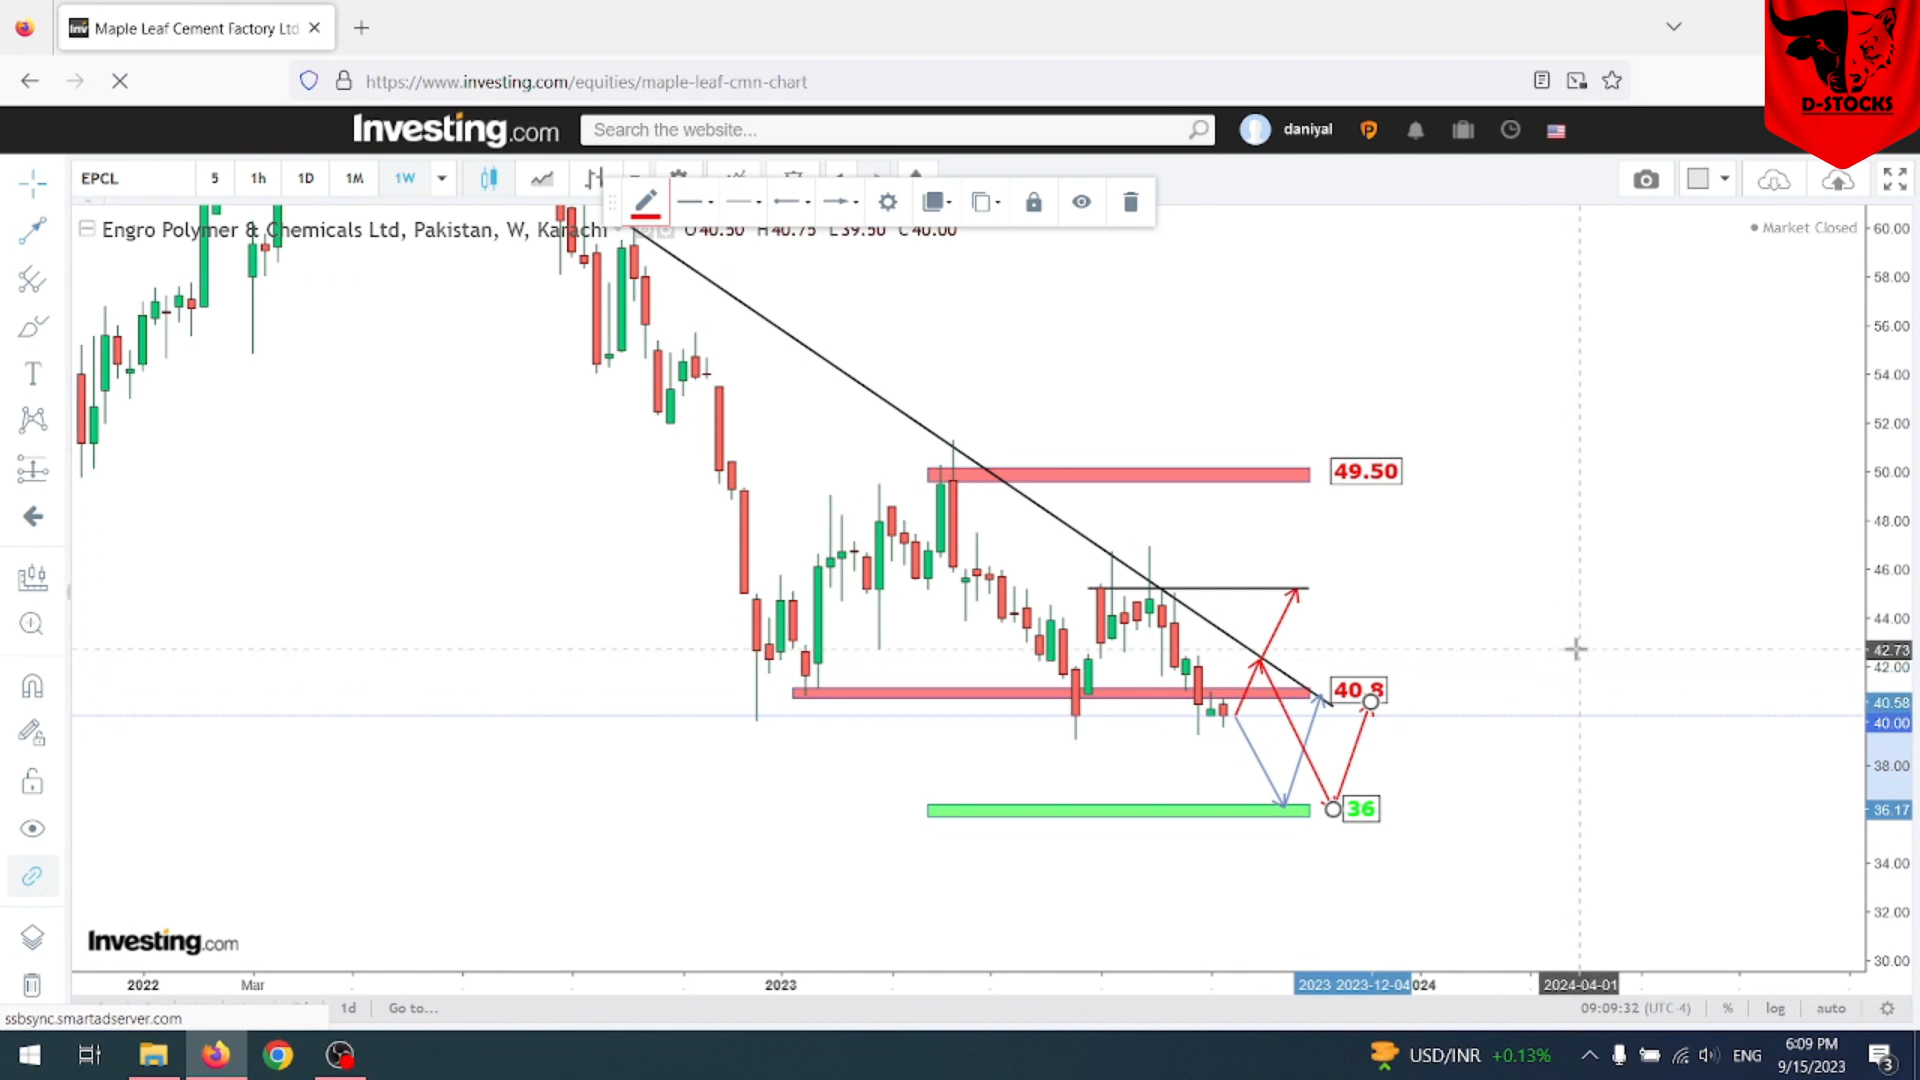 inv Maple Leaf Cement Factory Ltd
https://www.investing.com/equities/maple-leaf-cmn-chart
D-STOCKS
Investing.com
Search the website...
daniyal
EPCL 5 1h 1D 1M 1W
Engro Polymer & Chemicals Ltd, Pakistan, W, Karachi
O40.50 H40.75 L39.50 C40.00
Market Closed
60.00
58.00
56.00
54.00
52.00
49.50
50.00
48.00
46.00
44.00
42.73
42.00
40.8
40.58
40.00
38.00
36
36.17
34.00
32.00
Investing.com
30.00
2022 Mar 2023 2023 2023-12-04 024 2024-04-01
1d Go to... 09:09:32 (UTC-4) % log auto
ssbsync.smartadserver.com
USD/INR +0.13% ENG
6:09 PM
9/15/2023
3